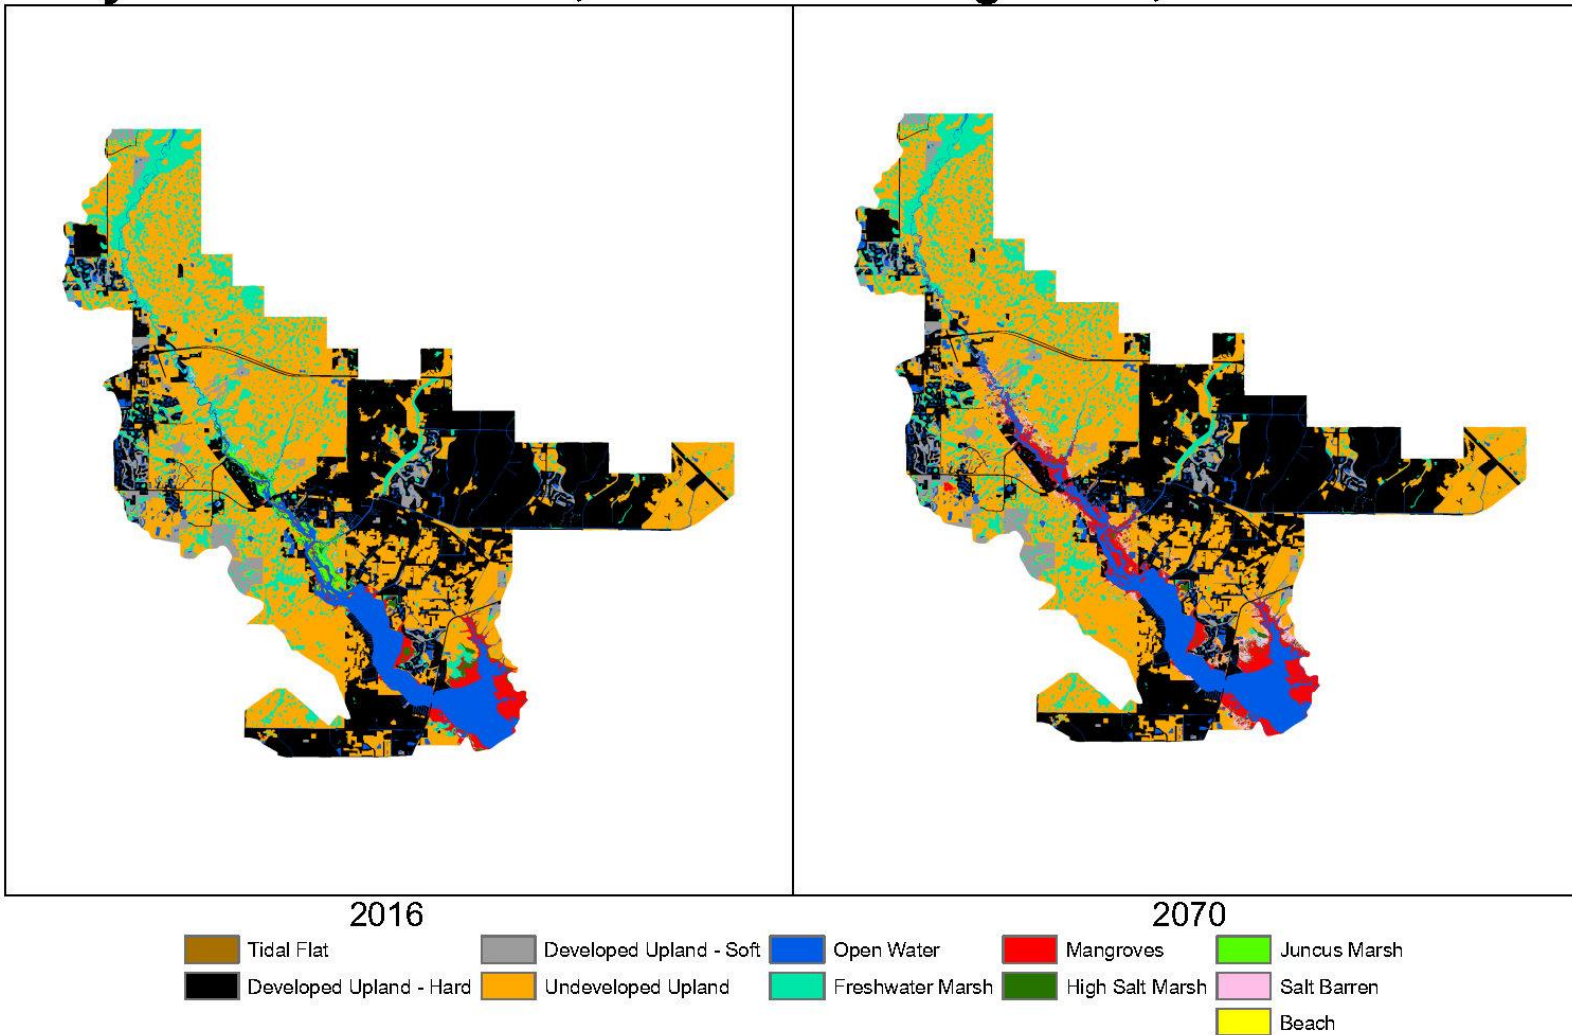 2016 2070
Tidal Flat Developed Upland - Soft Open Water Mangroves Juncus Marsh
Developed Upland - Hard Undeveloped Upland Freshwater Marsh High Salt Marsh Salt Barren
Beach